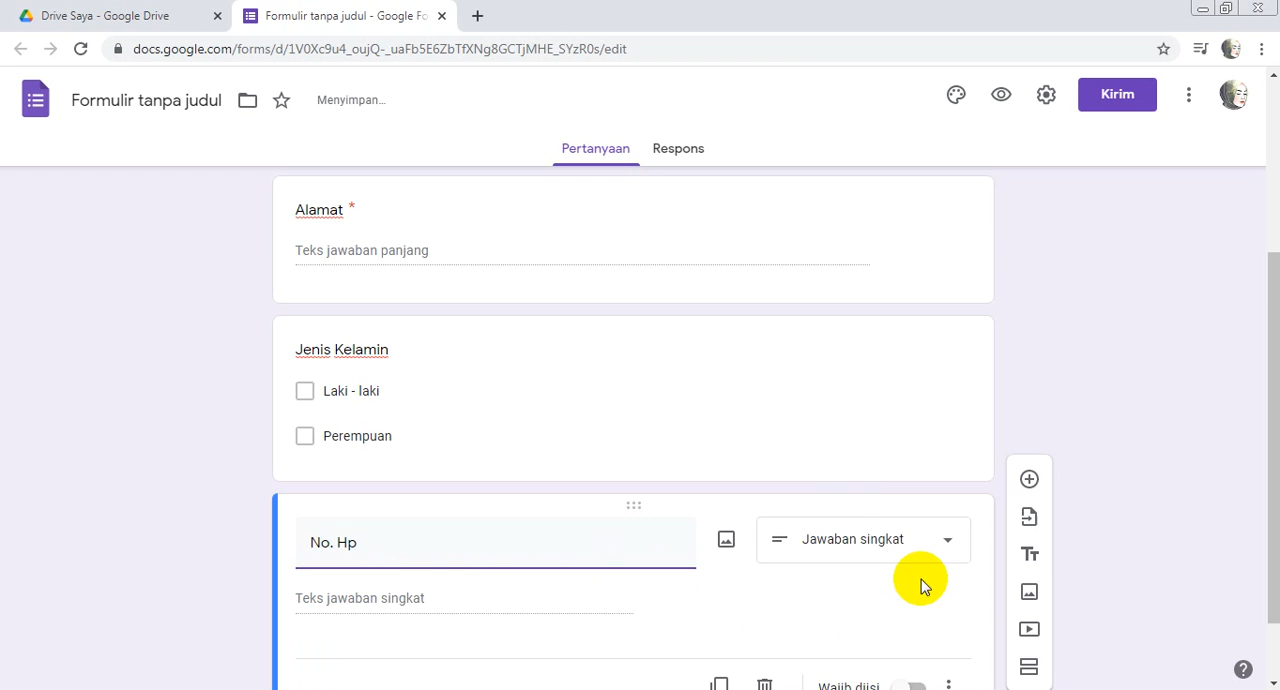 Drive Saya - Google Drive
Formulir tanpa judul - Google Fo
docs.google.com/forms/d/1V0Xc9u4_oujQ-_uaFb5E6ZbTfXNg8GCTjMHE_SYzR0s/edit
Formulir tanpa judul
Menyimpan...
Kirim
Pertanyaan
Respons
Alamat *
Teks jawaban panjang
Jenis Kelamin
Laki - laki
Perempuan
No. Hp
Jawaban singkat
Teks jawaban singkat
Wajib diisi